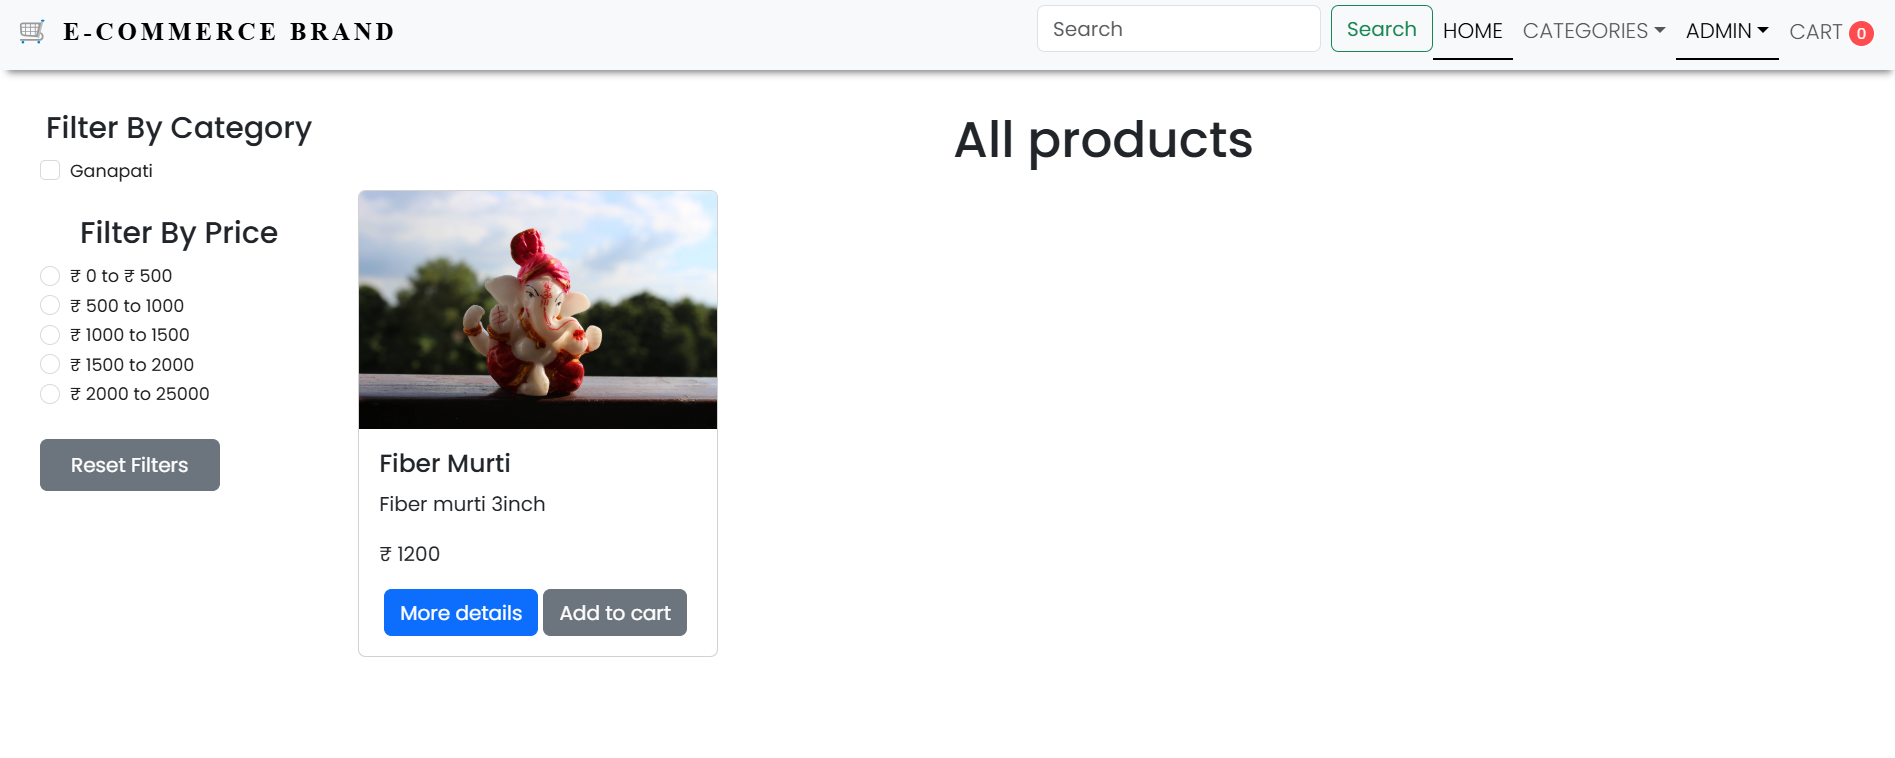 🛒 E-COMMERCE BRAND
Search
Search
HOME
CATEGORIES
ADMIN
CART 0
Filter By Category
Ganapati
Filter By Price
₹ 0 to ₹ 500
₹ 500 to 1000
₹ 1000 to 1500
₹ 1500 to 2000
₹ 2000 to 25000
Reset Filters
All products
Fiber Murti
Fiber murti 3inch
₹ 1200
More details
Add to cart